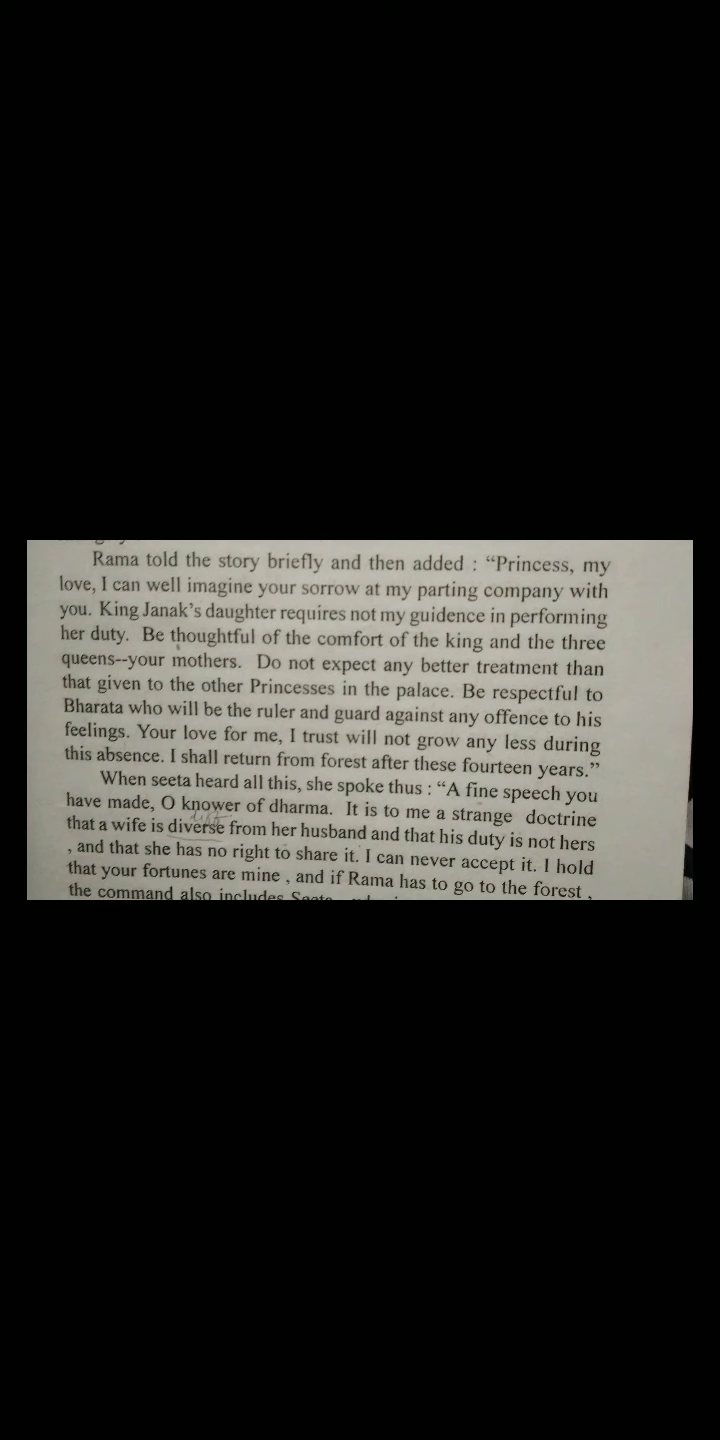 Rama told the story briefly and then added : “Princess, my
love, I can well imagine your sorrow at my parting company with
you. King Janak’s daughter requires not my guidence in performing
her duty. Be thoughtful of the comfort of the king and the three
queens--your mothers. Do not expect any better treatment than
that given to the other Princesses in the palace. Be respectful to
Bharata who will be the ruler and guard against any offence to his
feelings. Your love for me, I trust will not grow any less during
this absence. I shall return from forest after these fourteen years.”
When seeta heard all this, she spoke thus : “A fine speech you
have made, O knower of dharma. It is to me a strange doctrine
that a wife is diverse from her husband and that his duty is not hers
, and that she has no right to share it. I can never accept it. I hold
that your fortunes are mine , and if Rama has to go to the forest ,
the command also includes Seeta